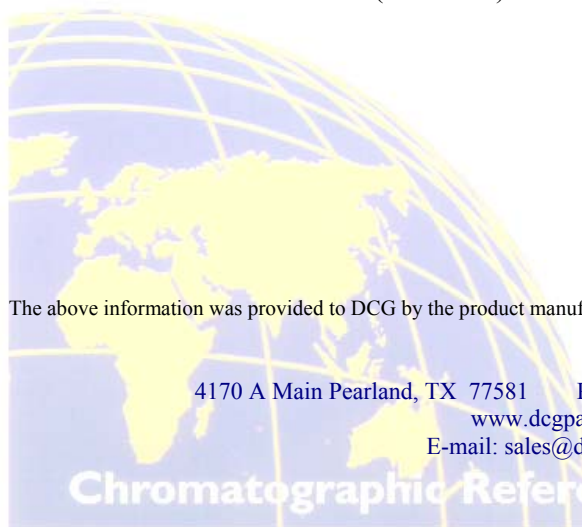 The above information was provided to DCG by the product manuf
4170 A Main Pearland, TX 77581
www.dcgpa
E-mail: sales@d
Chromatographic Refere